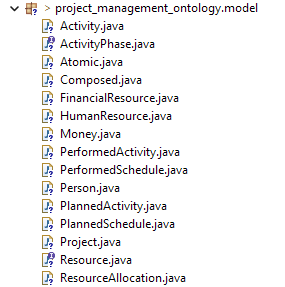 > project_management_ontology.model
Activity.java
ActivityPhase.java
Atomic.java
Composed.java
FinancialResource.java
HumanResource.java
Money.java
PerformedActivity.java
PerformedSchedule.java
Person.java
PlannedActivity.java
PlannedSchedule.java
Project.java
Resource.java
ResourceAllocation.java